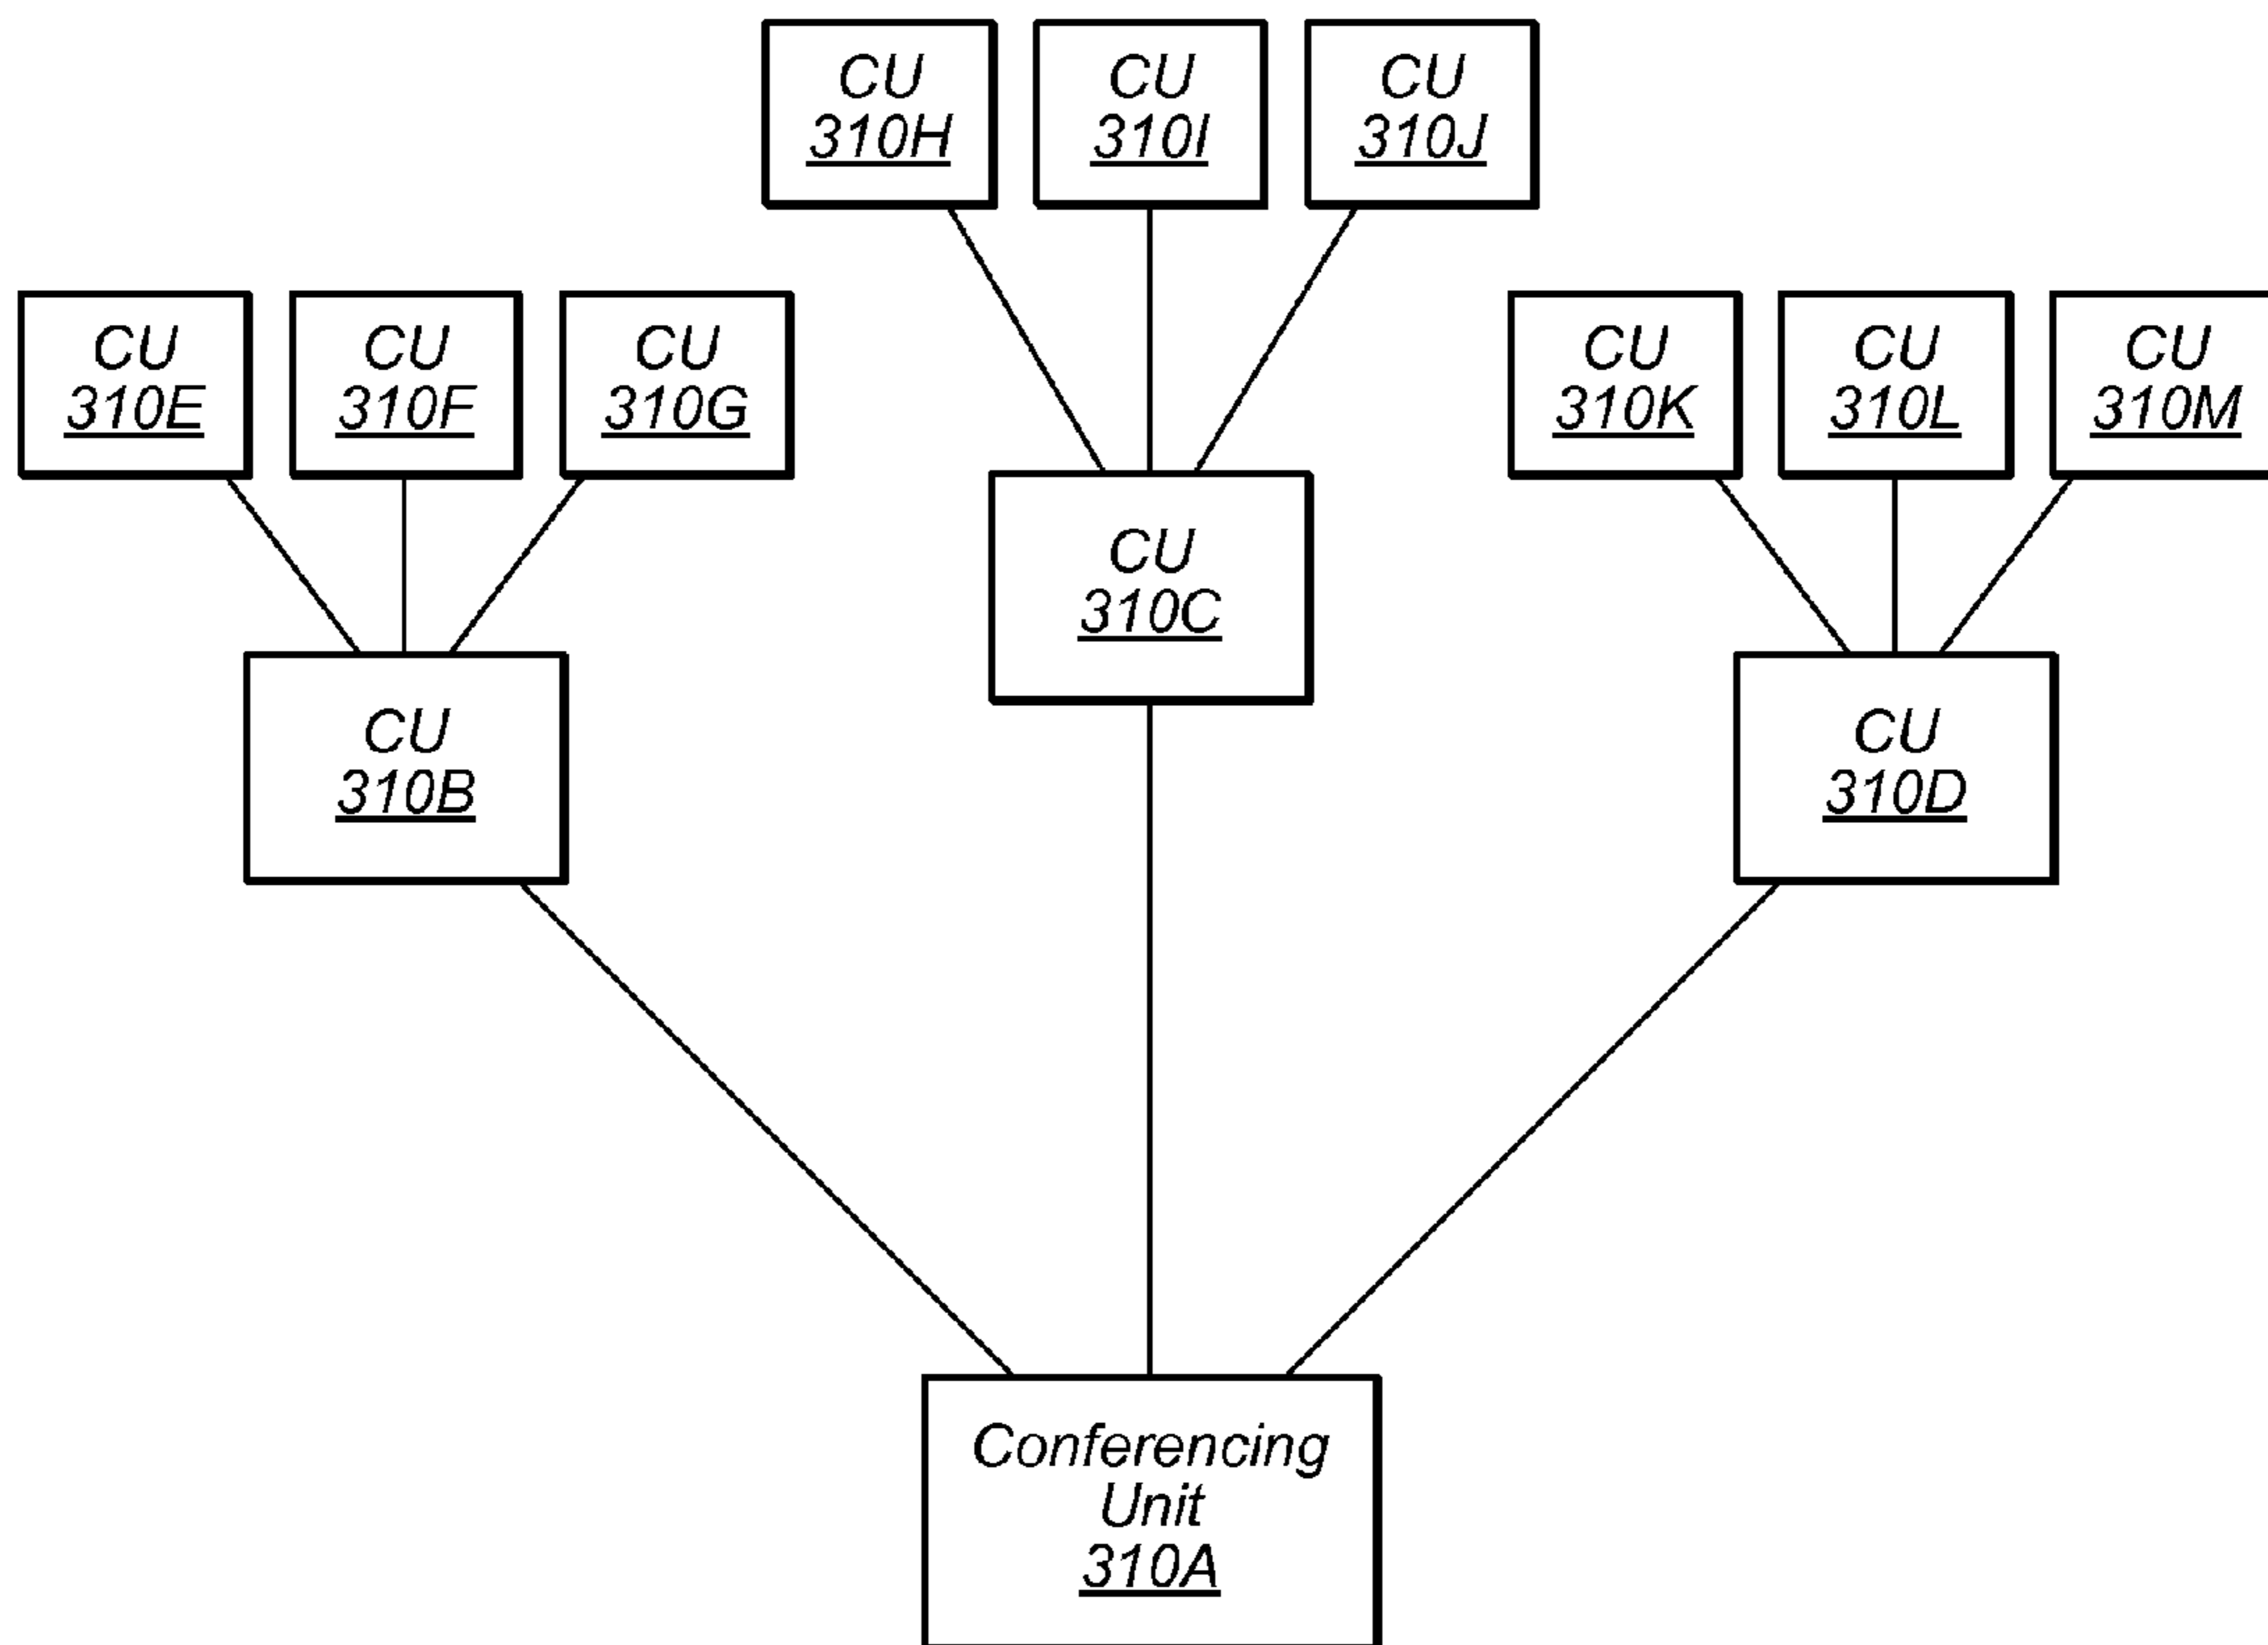 CU
310H
CU
310I
CU
310J
CU
310E
CU
310F
CU
310G
CU
310K
CU
310L
CU
310M
CU
310C
CU
310B
CU
310D
Conferencing
Unit
310A